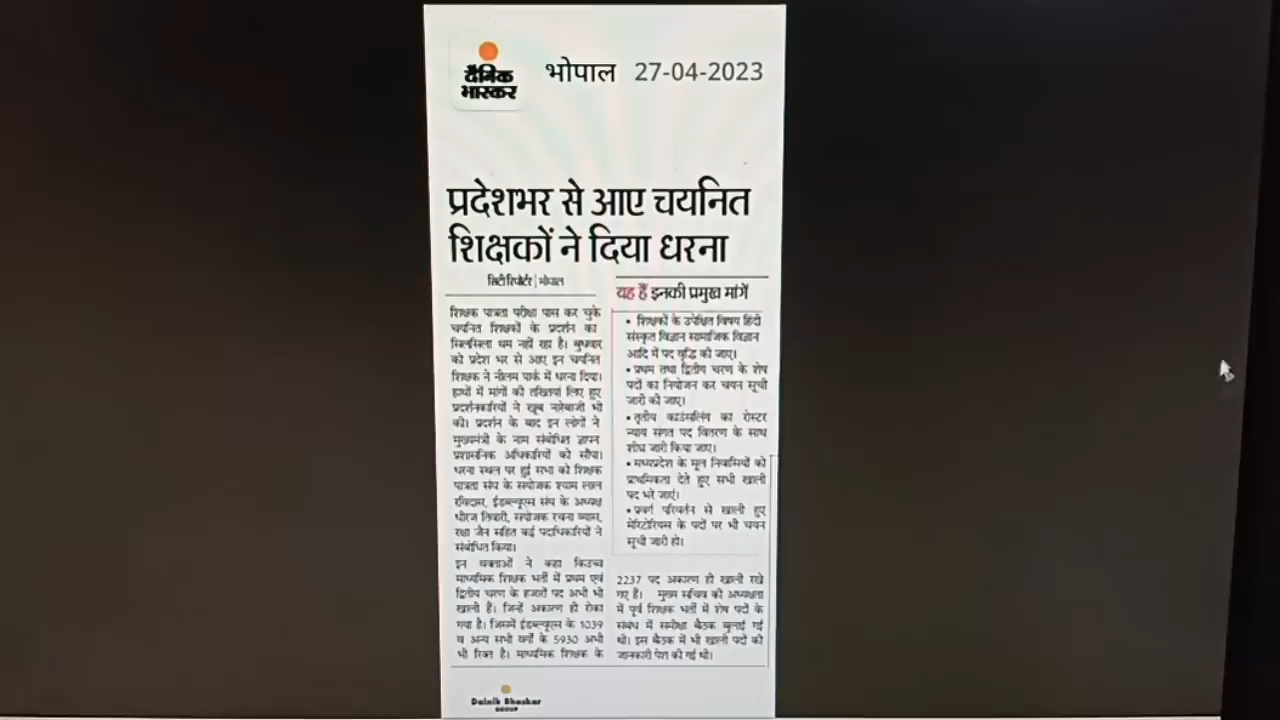 दैनिक
भास्कर
भोपाल 27-04-2023
प्रदेशभर से आए चयनित
शिक्षकों ने दिया धरना
सिटी रिपोर्टर | भोपाल
शिक्षक पात्रता परीक्षा पास कर चुके
चयनित शिक्षकों के प्रदर्शन का
सिलसिला थम नहीं रहा है। बुधवार
को प्रदेश भर से आए इन चयनित
शिक्षक ने नीलम पार्क में धरना दिया।
हाथों में मांगों की तख्तियां लिए हुए
प्रदर्शनकारियों ने खूब नारेबाजी भी
की। प्रदर्शन के बाद इन लोगों ने
मुख्यमंत्री के नाम संबोधित ज्ञापन
प्रशासनिक अधिकारियों को सौंपा।
धरना स्थल पर हुई सभा को शिक्षक
पात्रता संघ के संयोजक श्याम लाल
रविदास, ईडब्ल्यूएस संघ के अध्यक्ष
धीरज तिवारी, संयोजक रचना व्यास,
रक्षा जैन सहित कई पदाधिकारियों ने
संबोधित किया।
इन वक्ताओं ने कहा किउच्च
माध्यमिक शिक्षक भर्ती में प्रथम एवं
द्वितीय चरण के हजारों पद अभी भी
खाली हैं। जिन्हें अकारण ही रोका
गया है। जिसमें ईडब्ल्यूएस के 1039
व अन्य सभी वर्गों के 5930 अभी
भी रिक्त है। माध्यमिक शिक्षक के
यह हैं इनकी प्रमुख मांगें
• शिक्षकों के उपेक्षित विषय हिंदी
संस्कृत विज्ञान सामाजिक विज्ञान
आदि में पद वृद्धि की जाए।
• प्रथम तथा द्वितीय चरण के शेष
पदों का नियोजन कर चयन सूची
जारी की जाए।
• तृतीय काउंसलिंग का रोस्टर
न्याय संगत पद वितरण के साथ
शीघ्र जारी किया जाए।
• मध्यप्रदेश के मूल निवासियों को
प्राथमिकता देते हुए सभी खाली
पद भरे जाएं।
• प्रवर्ग परिवर्तन से खाली हुए
मेरिटोरियस के पदों पर भी चयन
सूची जारी हो।
2237 पद अकारण ही खाली रखे
गए हैं। मुख्य सचिव की अध्यक्षता
में पूर्व शिक्षक भर्ती में शेष पदों के
संबंध में समीक्षा बैठक बुलाई गई
थी। इस बैठक में भी खाली पदों की
जानकारी पेश की गई थी।
Dainik Bhaskar
GROUP